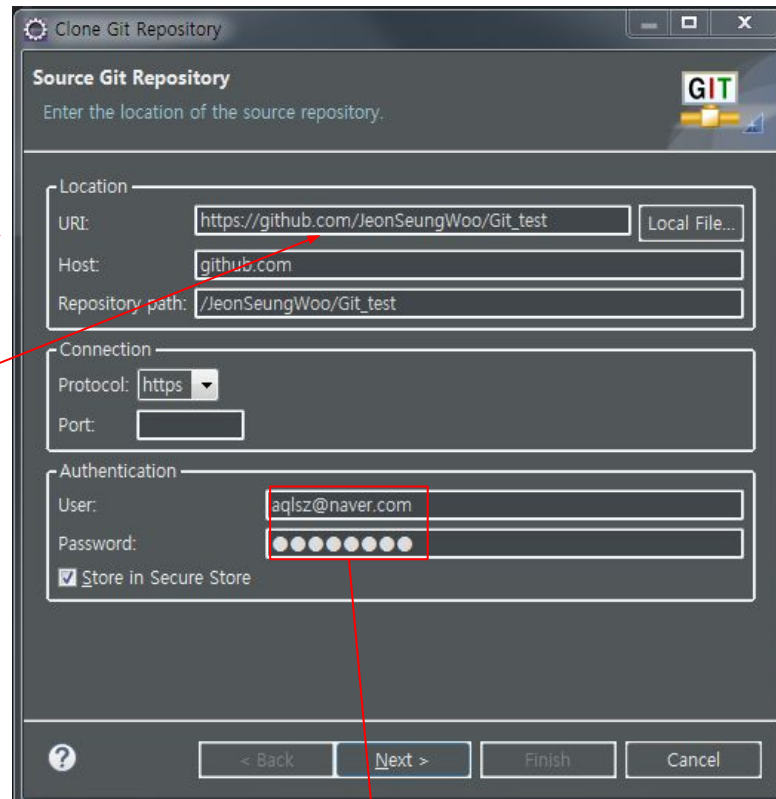 Clone Git Repository
Source Git Repository
Enter the location of the source repository.
GIT
Location
URI: https://github.com/JeonSeungWoo/Git_test Local File...
Host: github.com
Repository path: /JeonSeungWoo/Git_test
Connection
Protocol: https
Port:
Authentication
User: aqlsz@naver.com
Password: ●●●●●●●●
Store in Secure Store
? < Back Next > Finish Cancel